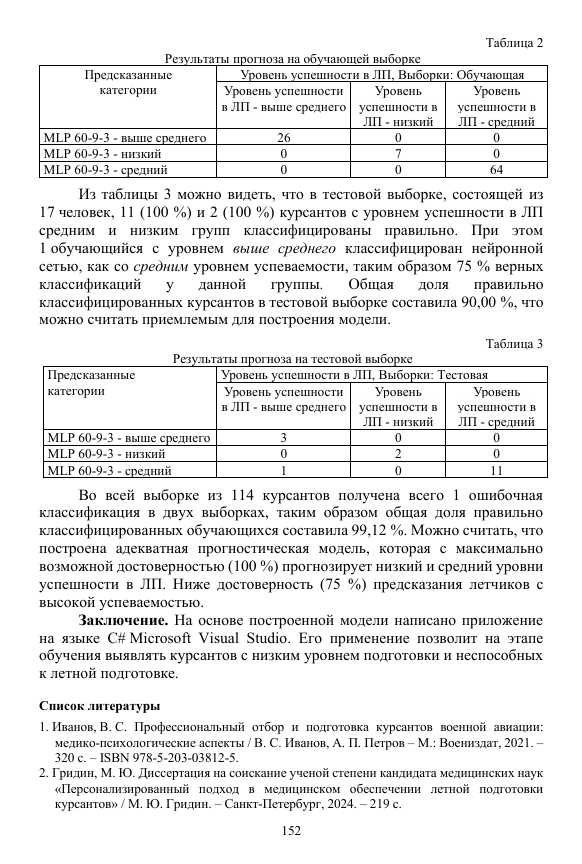 Таблица 2
Результаты прогноза на обучающей выборке
Предсказанные категории | Уровень успешности в ЛП, Выборки: Обучающая
Уровень успешности в ЛП - выше среднего | Уровень успешности в ЛП - низкий | Уровень успешности в ЛП - средний
MLP 60-9-3 - выше среднего | 26 | 0 | 0
MLP 60-9-3 - низкий | 0 | 7 | 0
MLP 60-9-3 - средний | 0 | 0 | 64
Из таблицы 3 можно видеть, что в тестовой выборке, состоящей из
17 человек, 11 (100 %) и 2 (100 %) курсантов с уровнем успешности в ЛП
средним и низким групп классифицированы правильно. При этом
1 обучающийся с уровнем выше среднего классифицирован нейронной
сетью, как со средним уровнем успеваемости, таким образом 75 % верных
классификаций у данной группы. Общая доля правильно
классифицированных курсантов в тестовой выборке составила 90,00 %, что
можно считать приемлемым для построения модели.
Таблица 3
Результаты прогноза на тестовой выборке
Предсказанные категории | Уровень успешности в ЛП, Выборки: Тестовая
Уровень успешности в ЛП - выше среднего | Уровень успешности в ЛП - низкий | Уровень успешности в ЛП - средний
MLP 60-9-3 - выше среднего | 3 | 0 | 0
MLP 60-9-3 - низкий | 0 | 2 | 0
MLP 60-9-3 - средний | 1 | 0 | 11
Во всей выборке из 114 курсантов получена всего 1 ошибочная
классификация в двух выборках, таким образом общая доля правильно
классифицированных обучающихся составила 99,12 %. Можно считать, что
построена адекватная прогностическая модель, которая с максимально
возможной достоверностью (100 %) прогнозирует низкий и средний уровни
успешности в ЛП. Ниже достоверность (75 %) предсказания летчиков с
высокой успеваемостью.
Заключение. На основе построенной модели написано приложение
на языке C# Microsoft Visual Studio. Его применение позволит на этапе
обучения выявлять курсантов с низким уровнем подготовки и неспособных
к летной подготовке.
Список литературы
1. Иванов, В. С. Профессиональный отбор и подготовка курсантов военной авиации:
медико-психологические аспекты / В. С. Иванов, А. П. Петров – М.: Воениздат, 2021. –
320 с. – ISBN 978-5-203-03812-5.
2. Гридин, М. Ю. Диссертация на соискание ученой степени кандидата медицинских наук
«Персонализированный подход в медицинском обеспечении летной подготовки
курсантов» / М. Ю. Гридин. – Санкт-Петербург, 2024. – 219 с.
152